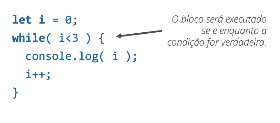 let i = 0;
while( i<3 ) {
console.log( i );
i++;
}
O bloco será executado
se e enquanto a
condição for verdadeira.